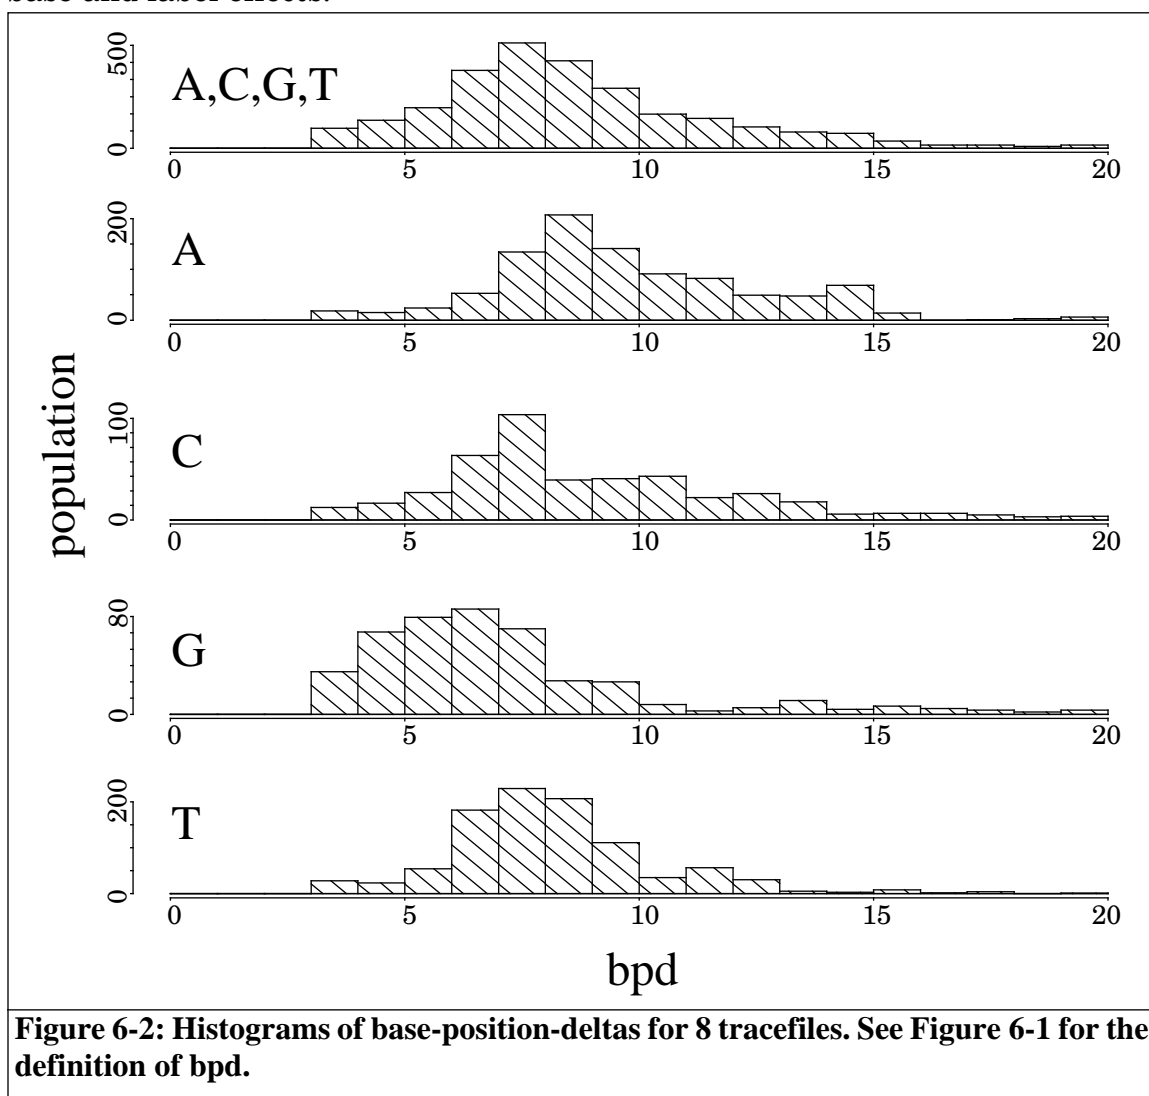 base and label effects.
500
0
A,C,G,T
0 5 10 15 20
200
0
A
0 5 10 15 20
population
100
0
C
0 5 10 15 20
80
0
G
0 5 10 15 20
200
0
T
0 5 10 15 20
bpd
Figure 6-2: Histograms of base-position-deltas for 8 tracefiles. See Figure 6-1 for the
definition of bpd.